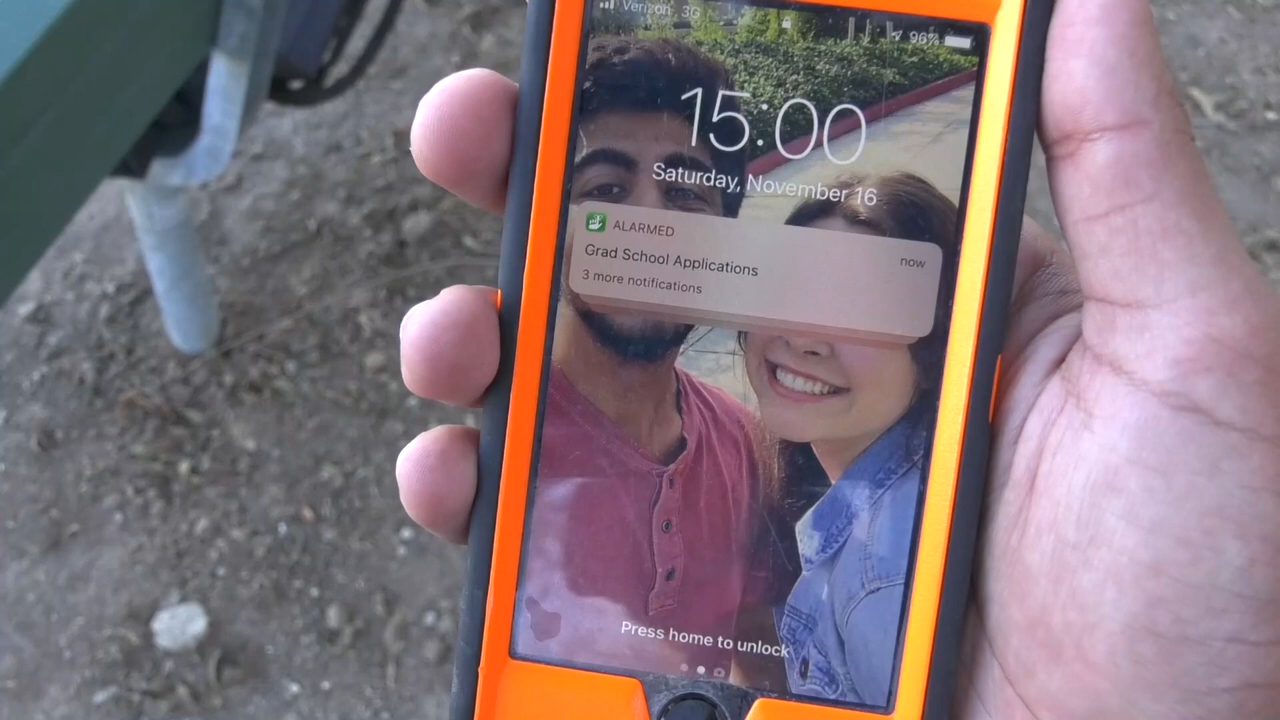 Verizon 3G 96%
15:00
Saturday, November 16
ALARMED
now
Grad School Applications
3 more notifications
Press home to unlock